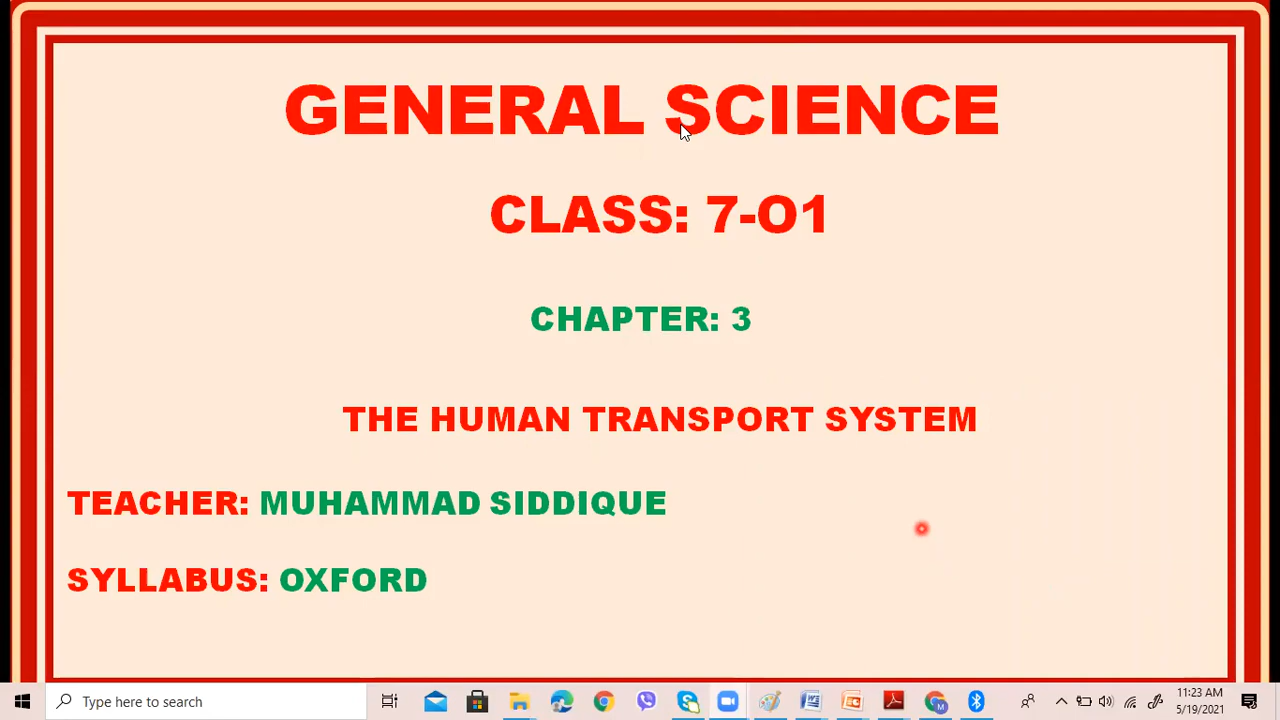 GENERAL SCIENCE
CLASS: 7-O1
CHAPTER: 3
THE HUMAN TRANSPORT SYSTEM
TEACHER: MUHAMMAD SIDDIQUE
SYLLABUS: OXFORD
Type here to search
11:23 AM
5/19/2021